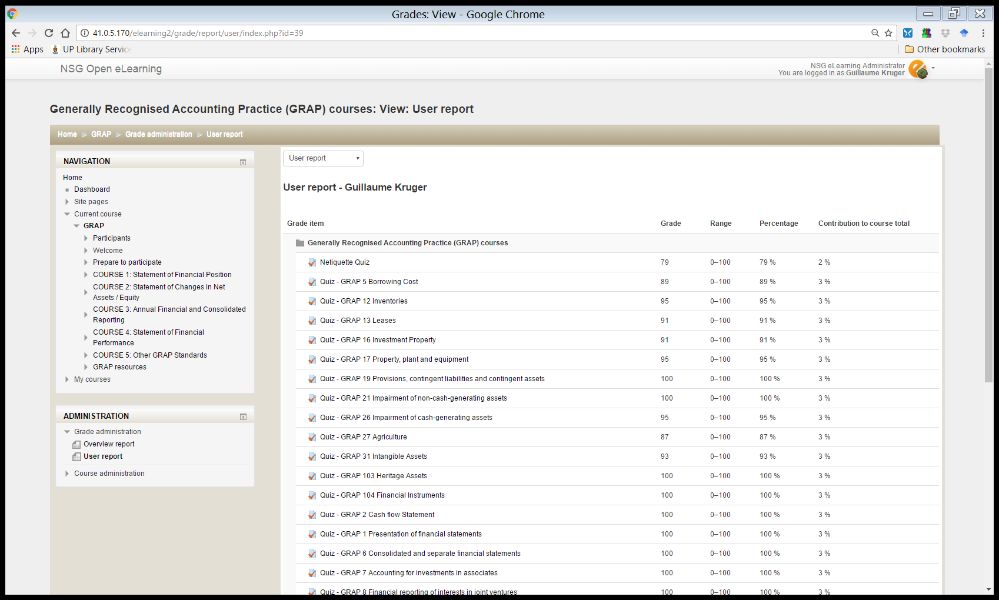 Grades: View - Google Chrome
41.0.5.170/elearning2/grade/report/user/index.php?id=39
Apps UP Library Service Other bookmarks
NSG Open eLearning
NSG eLearning Administrator
You are logged in as Guillaume Kruger
Generally Recognised Accounting Practice (GRAP) courses: View: User report
Home GRAP Grade administration User report
NAVIGATION
Home
Dashboard
Site pages
Current course
GRAP
Participants
Welcome
Prepare to participate
COURSE 1: Statement of Financial Position
COURSE 2: Statement of Changes in Net
Assets / Equity
COURSE 3: Annual Financial and Consolidated
Reporting
COURSE 4: Statement of Financial
Performance
COURSE 5: Other GRAP Standards
GRAP resources
My courses
ADMINISTRATION
Grade administration
Overview report
User report
Course administration
User report
User report - Guillaume Kruger
Grade item Grade Range Percentage Contribution to course total
Generally Recognised Accounting Practice (GRAP) courses
Netiquette Quiz 79 0–100 79 % 2 %
Quiz - GRAP 5 Borrowing Cost 89 0–100 89 % 3 %
Quiz - GRAP 12 Inventories 95 0–100 95 % 3 %
Quiz - GRAP 13 Leases 91 0–100 91 % 3 %
Quiz - GRAP 16 Investment Property 91 0–100 91 % 3 %
Quiz - GRAP 17 Property, plant and equipment 95 0–100 95 % 3 %
Quiz - GRAP 19 Provisions, contingent liabilities and contingent assets 100 0–100 100 % 3 %
Quiz - GRAP 21 Impairment of non-cash-generating assets 100 0–100 100 % 3 %
Quiz - GRAP 26 Impairment of cash-generating assets 95 0–100 95 % 3 %
Quiz - GRAP 27 Agriculture 87 0–100 87 % 3 %
Quiz - GRAP 31 Intangible Assets 93 0–100 93 % 3 %
Quiz - GRAP 103 Heritage Assets 100 0–100 100 % 3 %
Quiz - GRAP 104 Financial Instruments 100 0–100 100 % 3 %
Quiz - GRAP 2 Cash flow Statement 100 0–100 100 % 3 %
Quiz - GRAP 1 Presentation of financial statements 100 0–100 100 % 3 %
Quiz - GRAP 6 Consolidated and separate financial statements 100 0–100 100 % 3 %
Quiz - GRAP 7 Accounting for investments in associates 100 0–100 100 % 3 %
Quiz - GRAP 8 Financial reporting of interests in joint ventures 100 0–100 100 % 3 %